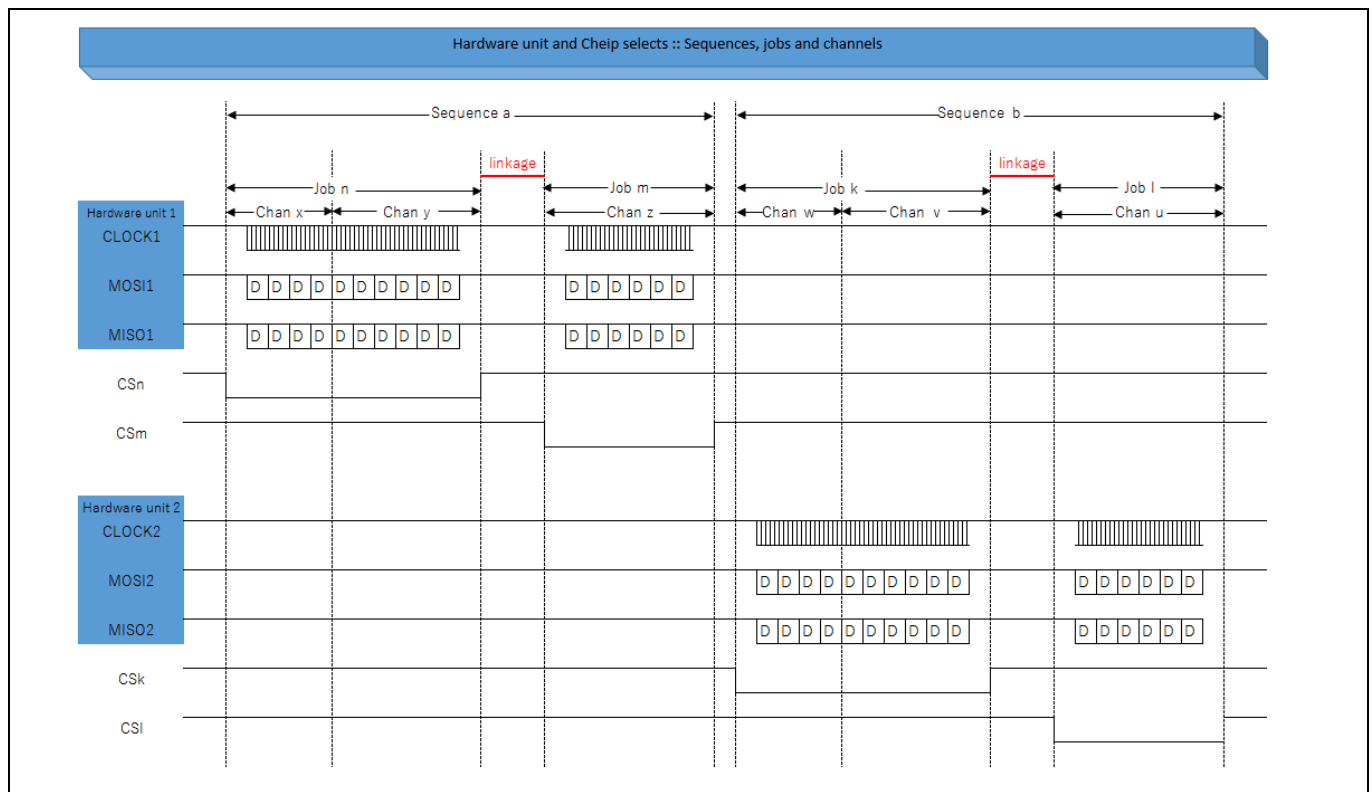 Hardware unit and Cheip selects :: Sequences, jobs and channels
Sequence a
Sequence b
linkage
linkage
Job n
Job m
Job k
Job l
Chan x
Chan y
Chan z
Chan w
Chan v
Chan u
Hardware unit 1
CLOCK1
MOSI1
D D D D D D D D D D
D D D D D D
MISO1
D D D D D D D D D D
D D D D D D
CSn
CSm
Hardware unit 2
CLOCK2
MOSI2
D D D D D D D D D D
D D D D D D
MISO2
D D D D D D D D D D
D D D D D D
CSk
CSl